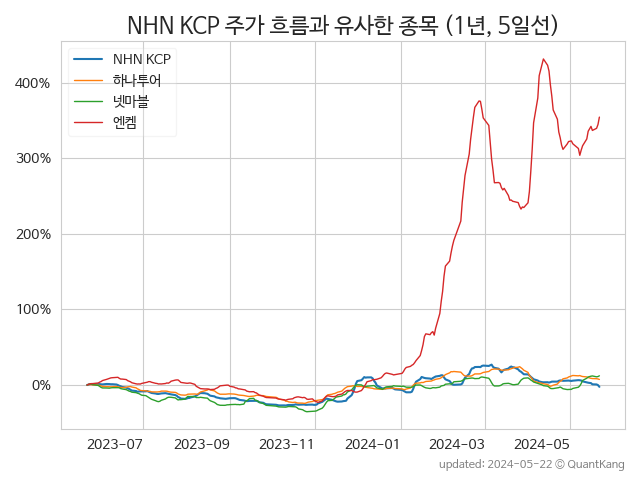 NHN KCP 주가 흐름과 유사한 종목 (1년, 5일선)
NHN KCP
하나투어
넷마블
엔켐
400%
300%
200%
100%
0%
2023-07 2023-09 2023-11 2024-01 2024-03 2024-05
updated: 2024-05-22 © QuantKang